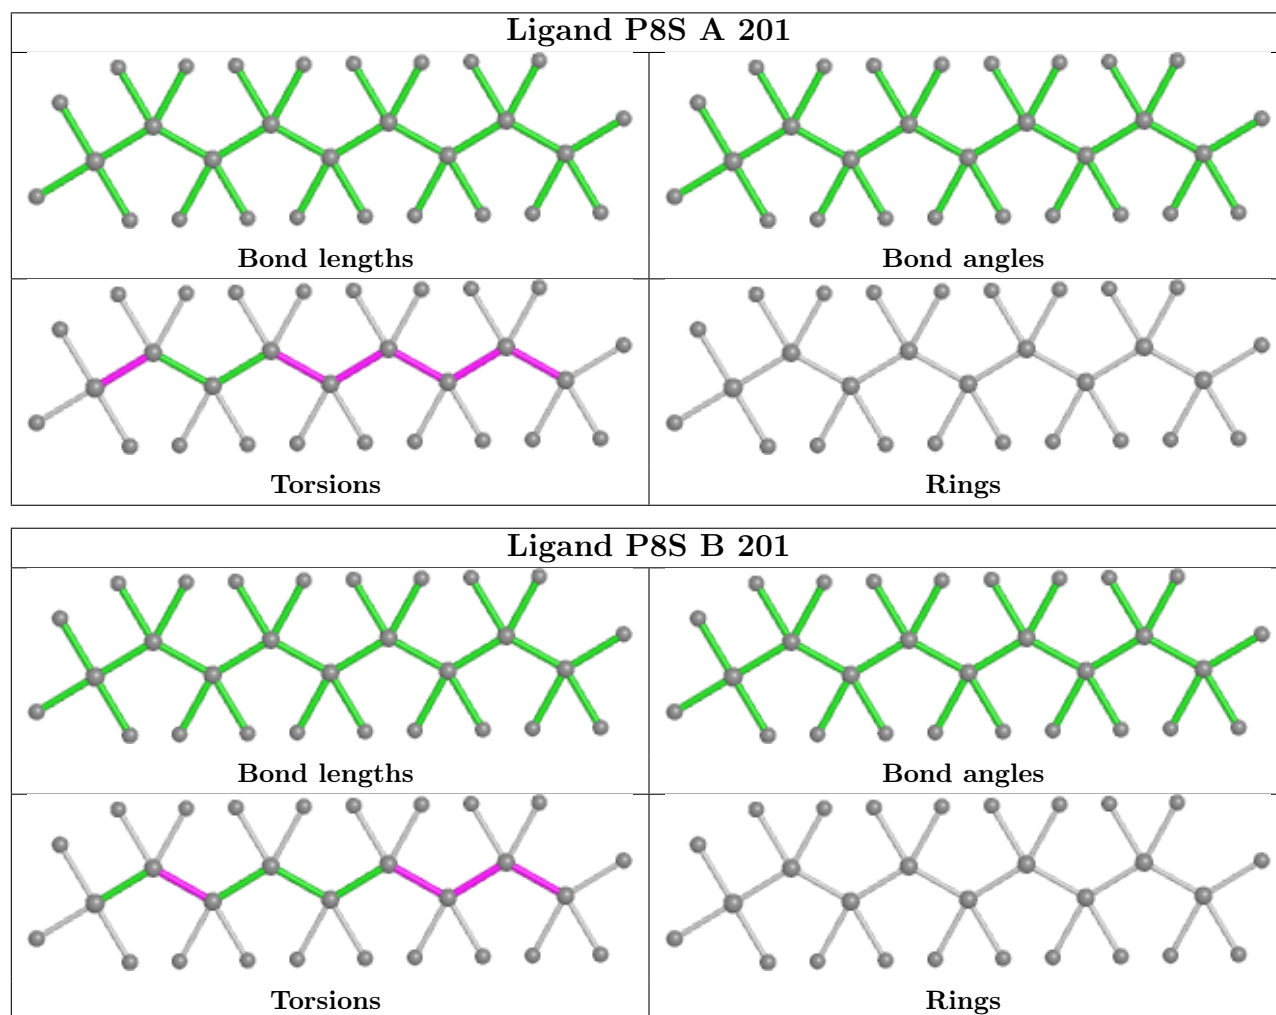 Ligand P8S A 201
Bond lengths Bond angles
Torsions Rings
Ligand P8S B 201
Bond lengths Bond angles
Torsions Rings